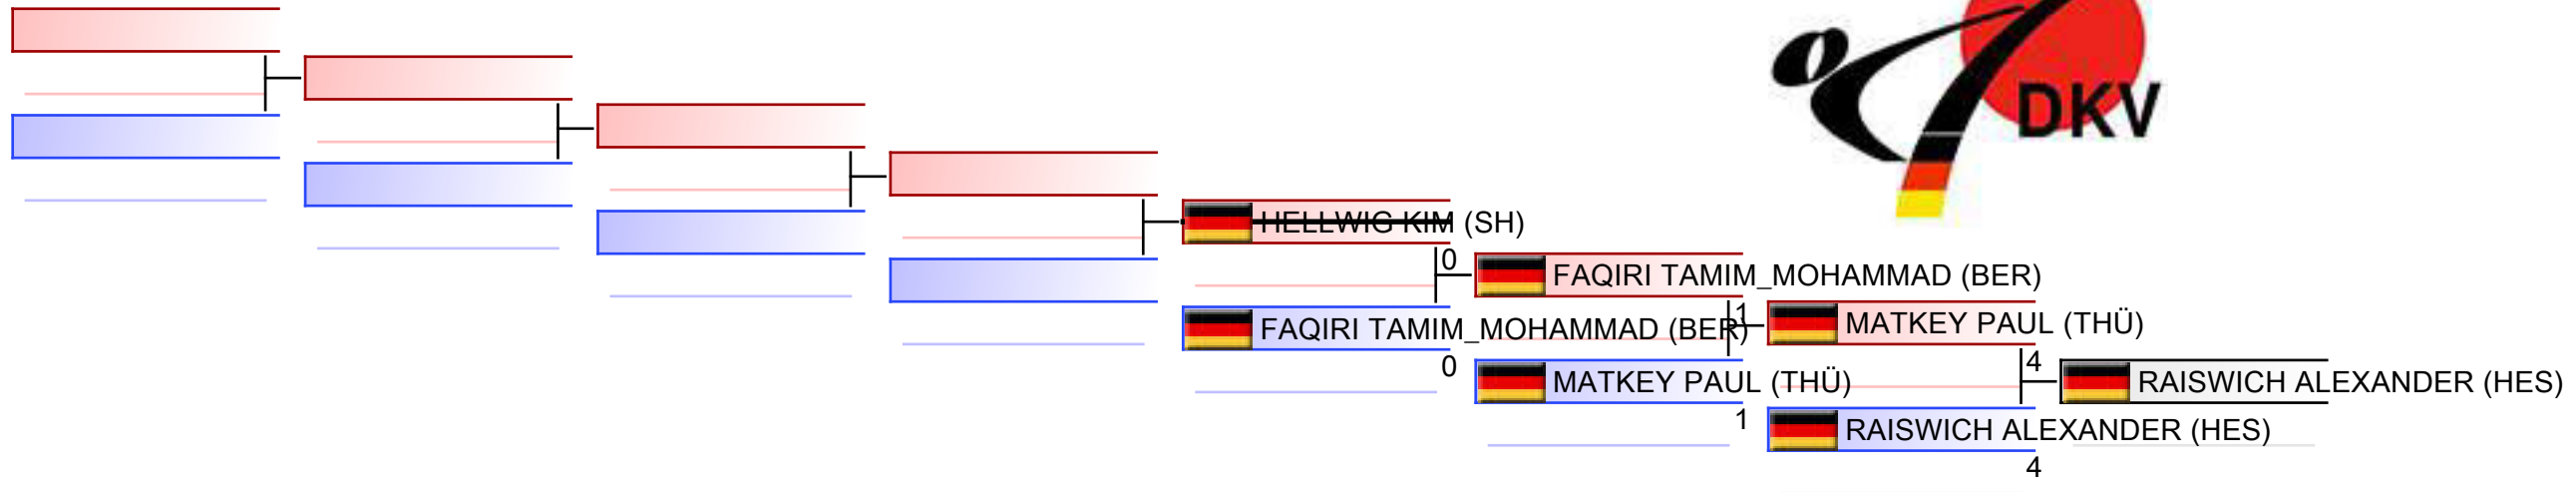 DKV
HELLWIG KIM (SH)
0
FAQIRI TAMIM_MOHAMMAD (BER)
FAQIRI TAMIM_MOHAMMAD (BER)
0
1
MATKEY PAUL (THÜ)
MATKEY PAUL (THÜ)
1
4
RAISWICH ALEXANDER (HES)
RAISWICH ALEXANDER (HES)
4